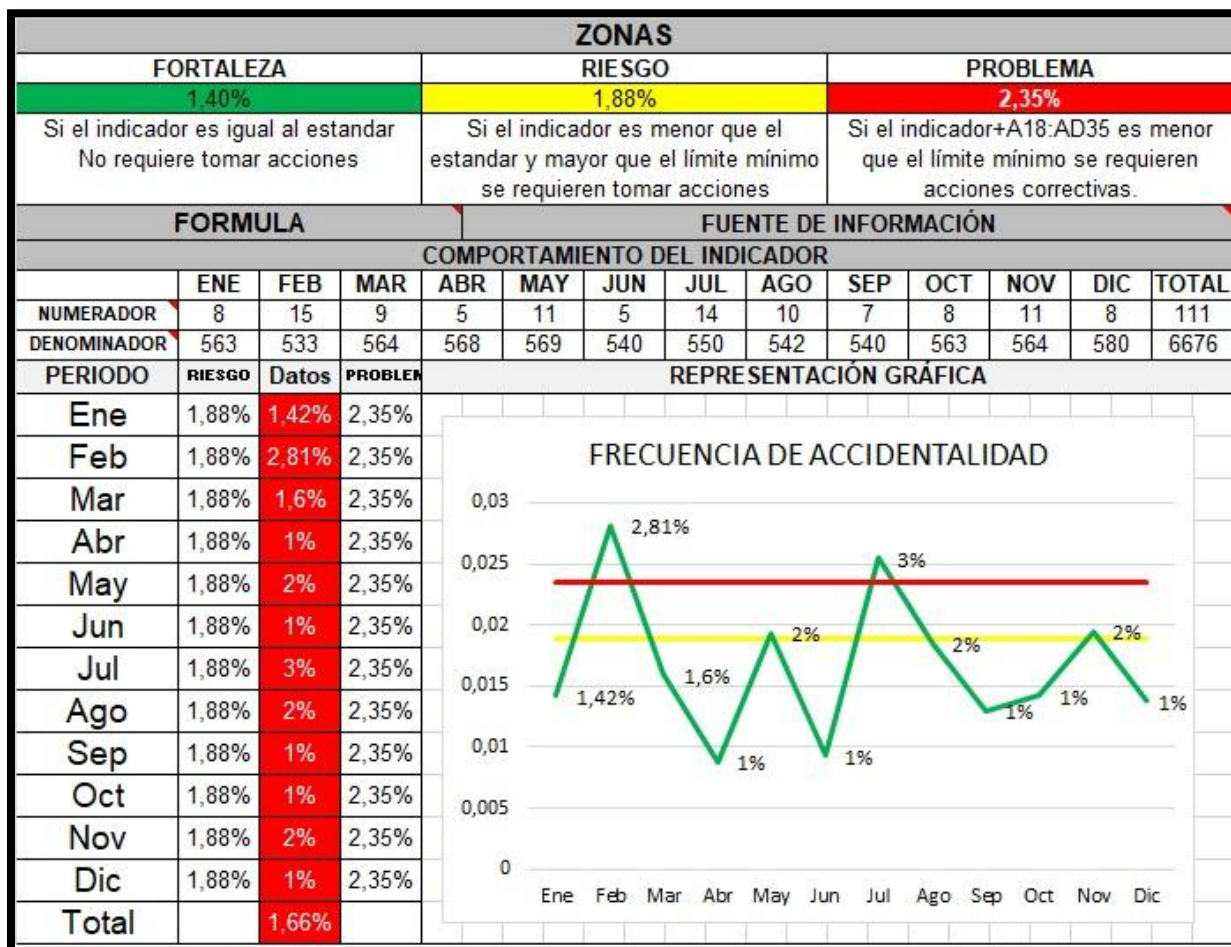 ZONAS
FORTALEZA RIESGO PROBLEMA
1,40% 1,88% 2,35%
Si el indicador es igual al estandar Si el indicador es menor que el Si el indicador+A18:AD35 es menor
No requiere tomar acciones estandar y mayor que el límite mínimo que el límite mínimo se requieren
se requieren tomar acciones acciones correctivas.
FORMULA FUENTE DE INFORMACIÓN
COMPORTAMIENTO DEL INDICADOR
ENE FEB MAR ABR MAY JUN JUL AGO SEP OCT NOV DIC TOTAL
NUMERADOR 8 15 9 5 11 5 14 10 7 8 11 8 111
DENOMINADOR 563 533 564 568 569 540 550 542 540 563 564 580 6676
PERIODO RIESGO Datos PROBLEM REPRESENTACIÓN GRÁFICA
Ene 1,88% 1,42% 2,35%
Feb 1,88% 2,81% 2,35%
Mar 1,88% 1,6% 2,35%
Abr 1,88% 1% 2,35%
May 1,88% 2% 2,35%
Jun 1,88% 1% 2,35%
Jul 1,88% 3% 2,35%
Ago 1,88% 2% 2,35%
Sep 1,88% 1% 2,35%
Oct 1,88% 1% 2,35%
Nov 1,88% 2% 2,35%
Dic 1,88% 1% 2,35%
Total 1,66%
FRECUENCIA DE ACCIDENTALIDAD
0,03
0,025
0,02
0,015
0,01
0,005
0
1,42%
2,81%
1,6%
1%
2%
1%
3%
2%
1%
1%
2%
1%
Ene Feb Mar Abr May Jun Jul Ago Sep Oct Nov Dic